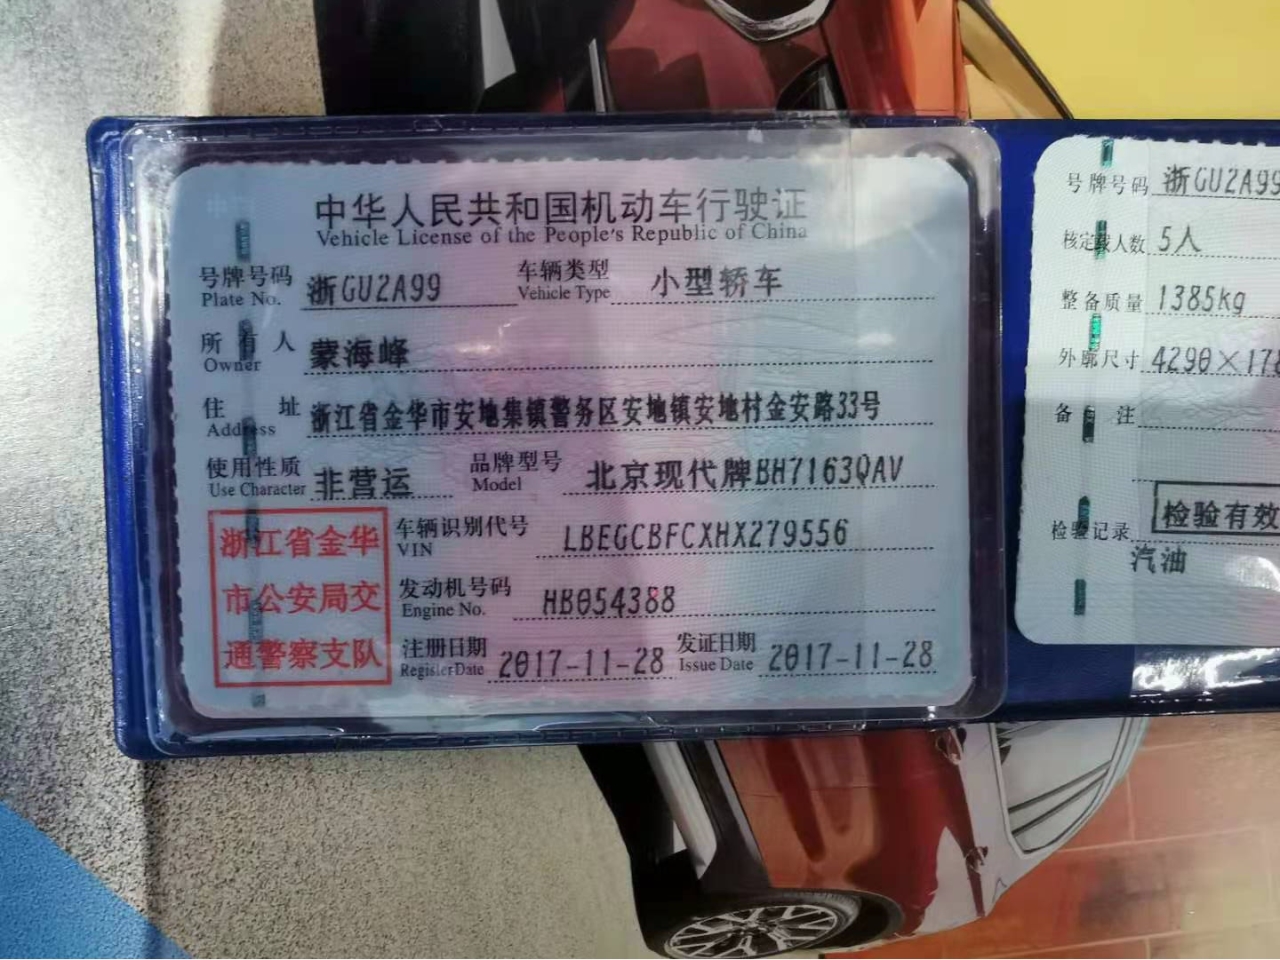 中华人民共和国机动车行驶证
Vehicle License of the People's Republic of China
号牌号码 浙GU2A99 车辆类型 小型轿车
Plate No. Vehicle Type
所有人 蒙海峰
Owner
住址 浙江省金华市安地集镇警务区安地镇安地村金安路33号
Address
使用性质 非营运 品牌型号 北京现代牌BH7163QAV
Use Character Model
浙江省金华
市公安局交
通警察支队
车辆识别代号 LBEGCBFCXHX279556
VIN
发动机号码 HB054388
Engine No.
注册日期 2017-11-28 发证日期 2017-11-28
Register Date Issue Date
号牌号码 浙GU2A99
核定载人数 5人
整备质量 1385kg
外廓尺寸 4290×178
备注
检验记录 检验有效
汽油